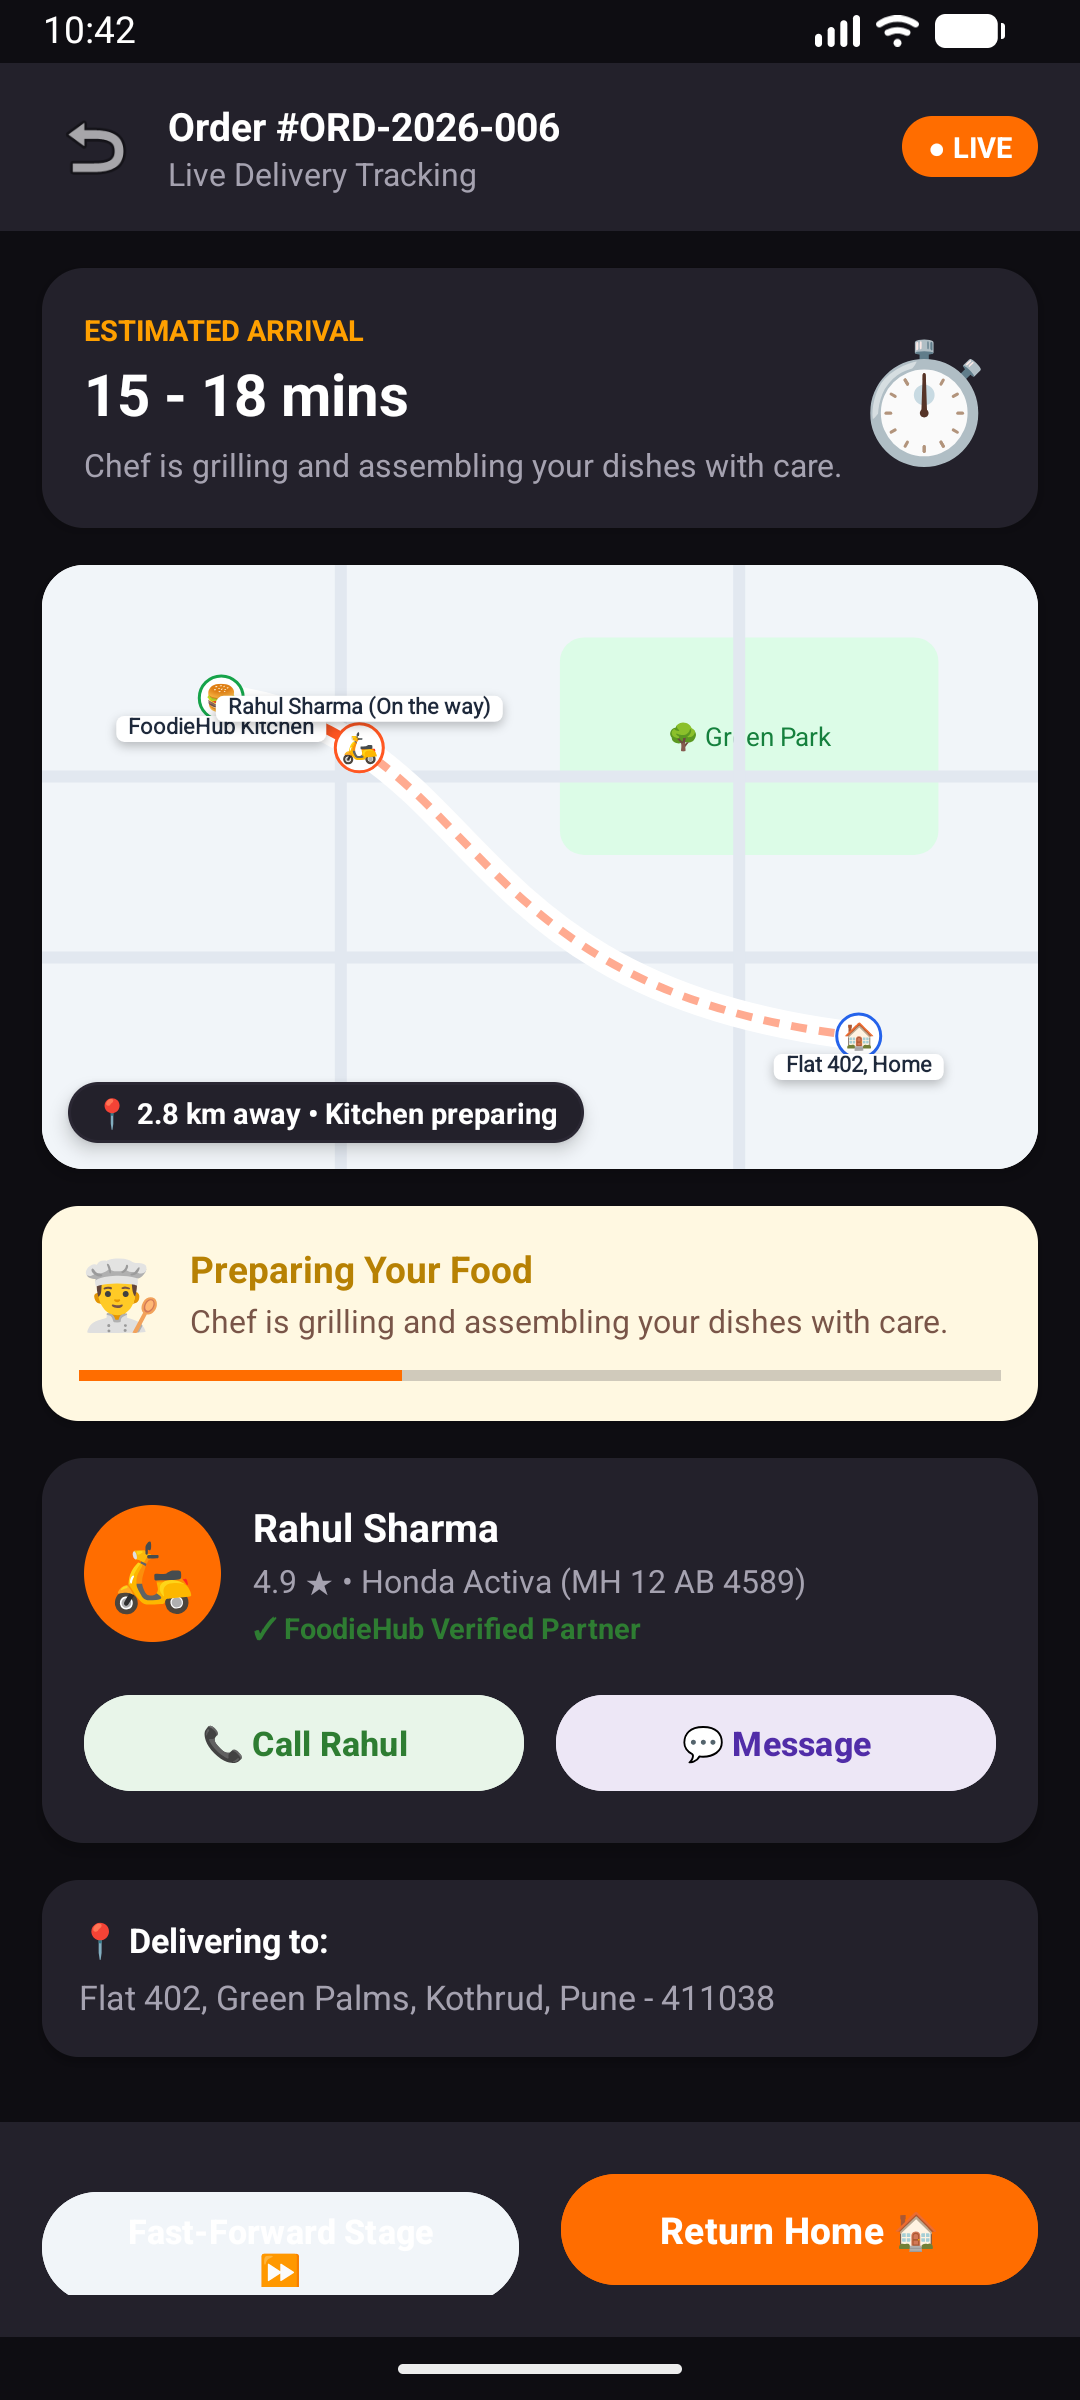 10:42
Order #ORD-2026-006
Live Delivery Tracking
● LIVE
ESTIMATED ARRIVAL
15 - 18 mins
Chef is grilling and assembling your dishes with care.
Rahul Sharma (On the way)
FoodieHub Kitchen
Green Park
Flat 402, Home
2.8 km away • Kitchen preparing
Preparing Your Food
Chef is grilling and assembling your dishes with care.
Rahul Sharma
4.9 ★ • Honda Activa (MH 12 AB 4589)
✓ FoodieHub Verified Partner
Call Rahul
Message
Delivering to:
Flat 402, Green Palms, Kothrud, Pune - 411038
Fast-Forward Stage
Return Home